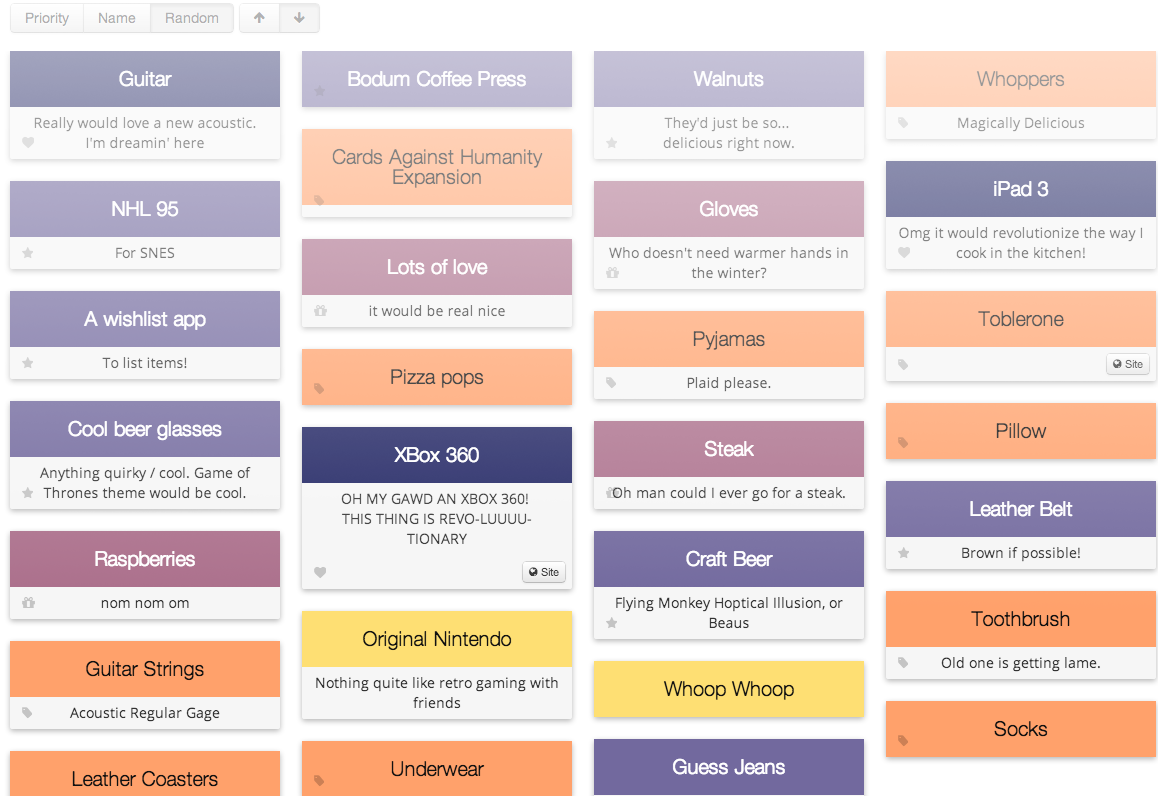 Priority Name Random
Guitar
Really would love a new acoustic.
I'm dreamin' here
NHL 95
For SNES
A wishlist app
To list items!
Cool beer glasses
Anything quirky / cool. Game of
Thrones theme would be cool.
Raspberries
nom nom om
Guitar Strings
Acoustic Regular Gage
Leather Coasters
Bodum Coffee Press
Cards Against Humanity
Expansion
Lots of love
it would be real nice
Pizza pops
XBox 360
OH MY GAWD AN XBOX 360!
THIS THING IS REVO-LUUUU-
TIONARY
Site
Original Nintendo
Nothing quite like retro gaming with
friends
Underwear
Walnuts
They'd just be so...
delicious right now.
Gloves
Who doesn't need warmer hands in
the winter?
Pyjamas
Plaid please.
Steak
Oh man could I ever go for a steak.
Craft Beer
Flying Monkey Hoptical Illusion, or
Beaus
Whoop Whoop
Guess Jeans
Whoppers
Magically Delicious
iPad 3
Omg it would revolutionize the way I
cook in the kitchen!
Toblerone
Site
Pillow
Leather Belt
Brown if possible!
Toothbrush
Old one is getting lame.
Socks